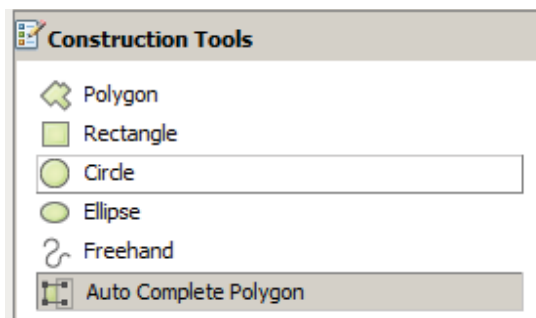 Construction Tools
Polygon
Rectangle
Circle
Ellipse
Freehand
Auto Complete Polygon